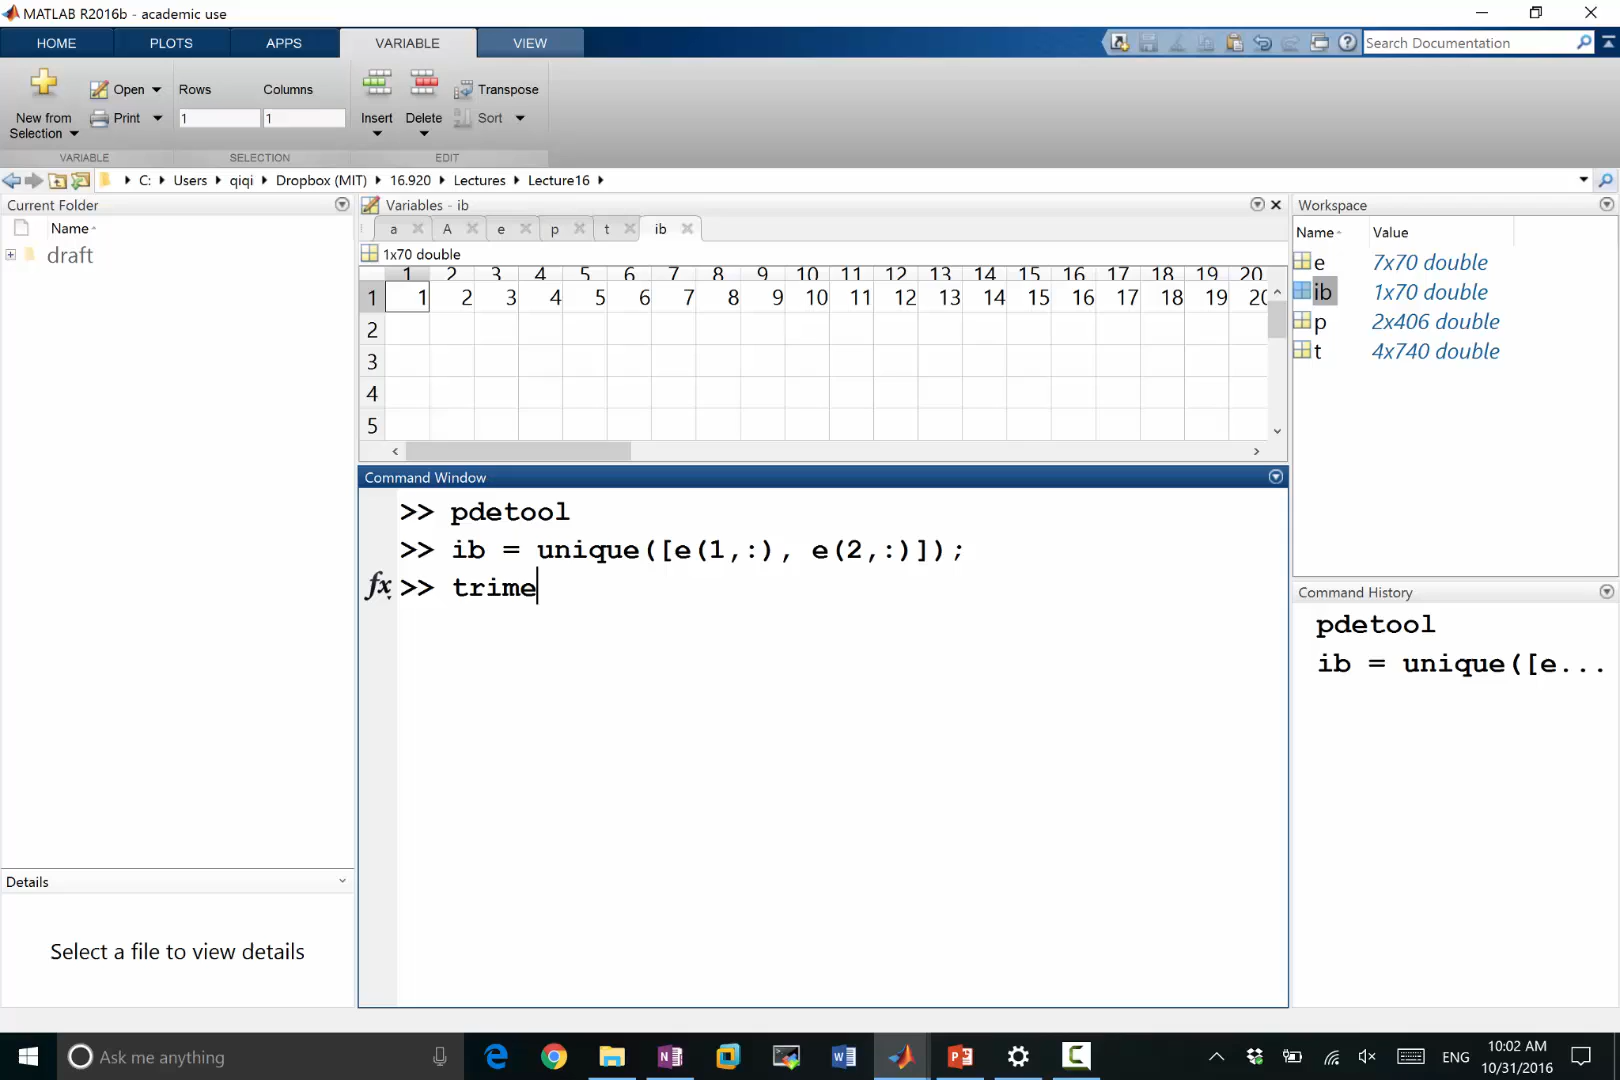 MATLAB R2016b - academic use
HOME PLOTS APPS VARIABLE VIEW
Search Documentation
New from Selection
Open
Print
VARIABLE
Rows Columns
1 1
SELECTION
Insert
Delete
Transpose
Sort
EDIT
C: Users qiqi Dropbox (MIT) 16.920 Lectures Lecture16
Current Folder
Name
draft
Details
Select a file to view details
Variables - ib
a A e p t ib
1x70 double
1 2 3 4 5 6 7 8 9 10 11 12 13 14 15 16 17 18 19 20
1 1 2 3 4 5 6 7 8 9 10 11 12 13 14 15 16 17 18 19 20
2
3
4
5
Command Window
>> pdetool
>> ib = unique([e(1,:), e(2,:)]);
fx >> trime
Workspace
Name Value
e 7x70 double
ib 1x70 double
p 2x406 double
t 4x740 double
Command History
pdetool
ib = unique([e...
Ask me anything
ENG
10:02 AM
10/31/2016